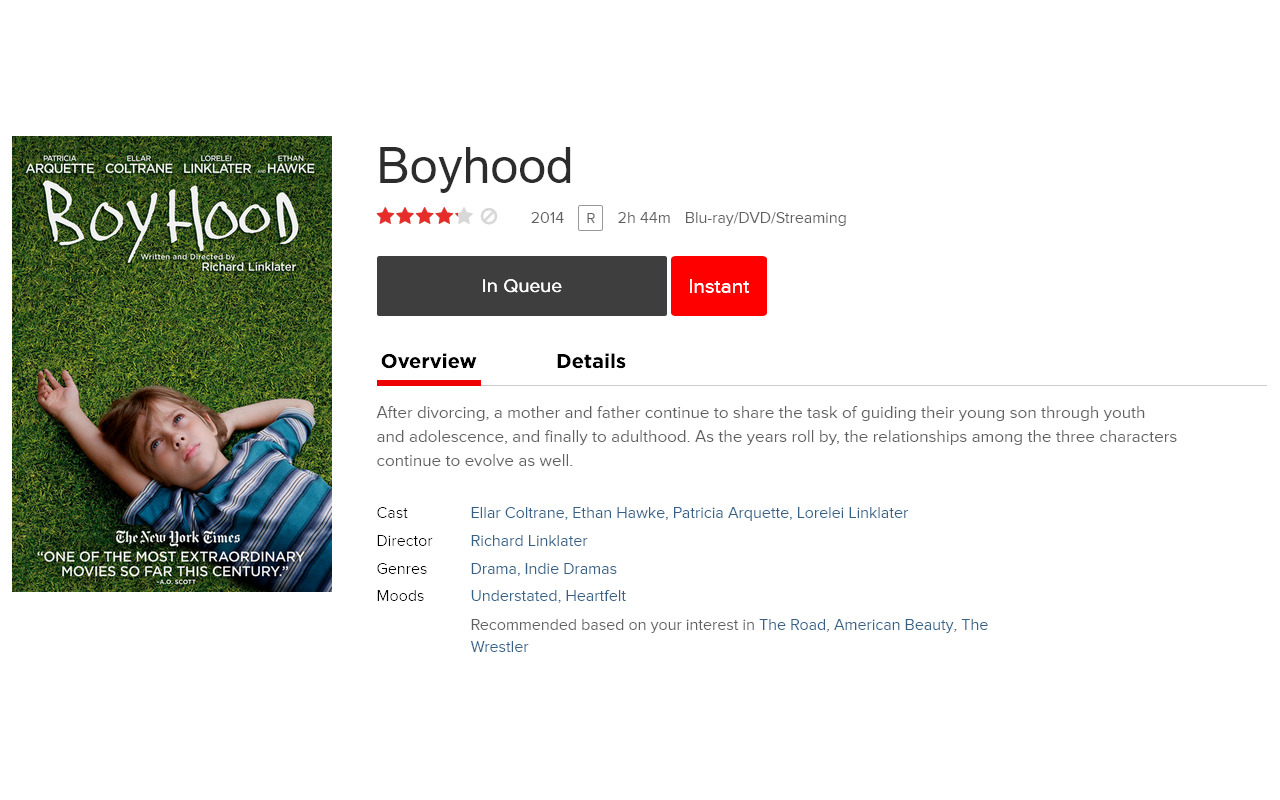 PATRICIA ELLAR LORELEI ETHAN
ARQUETTE COLTRANE LINKLATER AND HAWKE
BOYHOOD
Written and Directed by
Richard Linklater
The New York Times
“ONE OF THE MOST EXTRAORDINARY
MOVIES SO FAR THIS CENTURY.”
-A.O. SCOTT
Boyhood
2014 R 2h 44m Blu-ray/DVD/Streaming
In Queue Instant
Overview Details
After divorcing, a mother and father continue to share the task of guiding their young son through youth
and adolescence, and finally to adulthood. As the years roll by, the relationships among the three characters
continue to evolve as well.
Cast Ellar Coltrane, Ethan Hawke, Patricia Arquette, Lorelei Linklater
Director Richard Linklater
Genres Drama, Indie Dramas
Moods Understated, Heartfelt
Recommended based on your interest in The Road, American Beauty, The
Wrestler